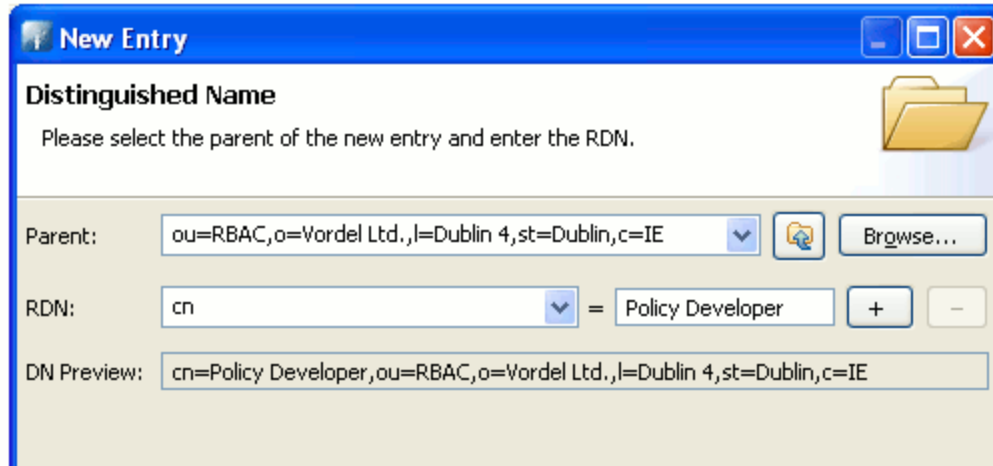 New Entry
Distinguished Name
Please select the parent of the new entry and enter the RDN.
Parent: ou=RBAC,o=Vordel Ltd.,l=Dublin 4,st=Dublin,c=IE Browse...
RDN: cn = Policy Developer + −
DN Preview: cn=Policy Developer,ou=RBAC,o=Vordel Ltd.,l=Dublin 4,st=Dublin,c=IE